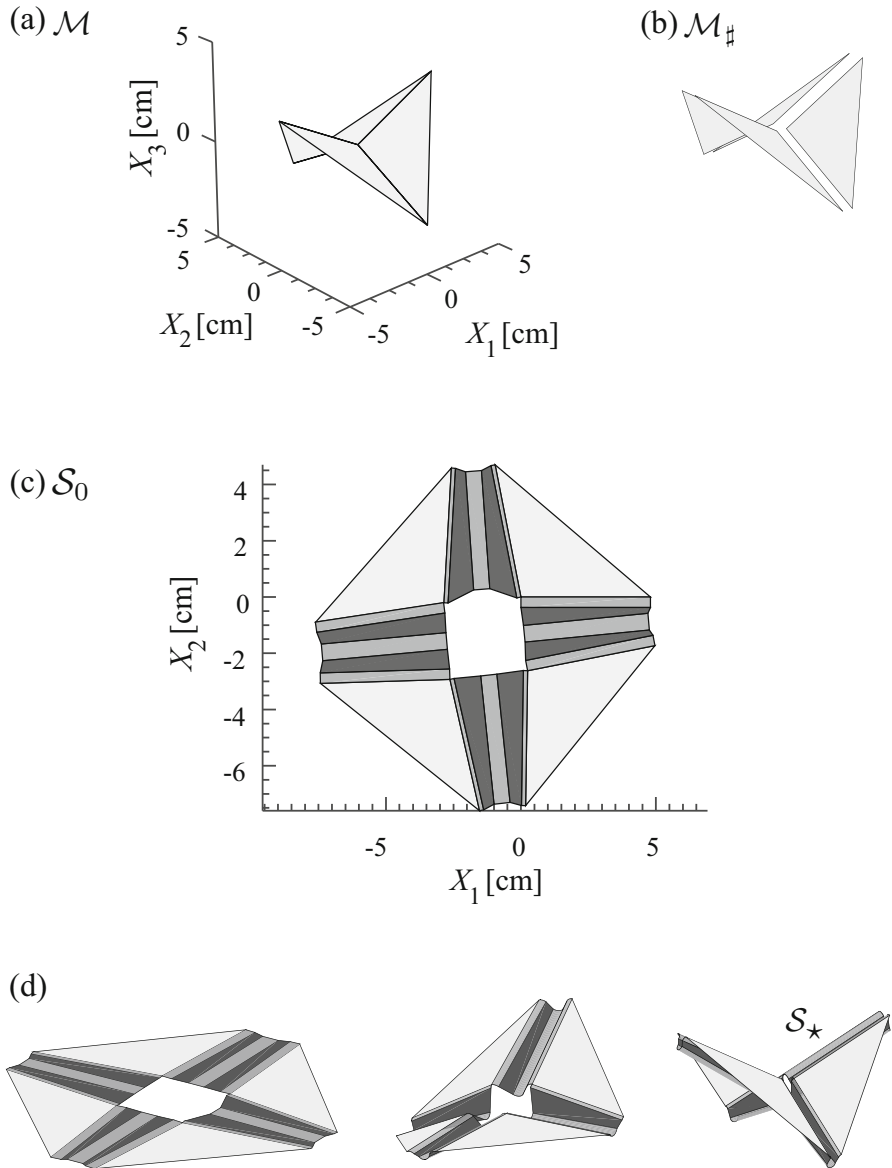 (a) ℳ
(b) ℳ♯
5
0
-5
X₃ [cm]
5
0
-5
X₂ [cm]
-5
0
5
X₁ [cm]
(c) 𝒮₀
4
2
0
-2
-4
-6
X₂ [cm]
-5
0
5
X₁ [cm]
(d)
𝒮⋆